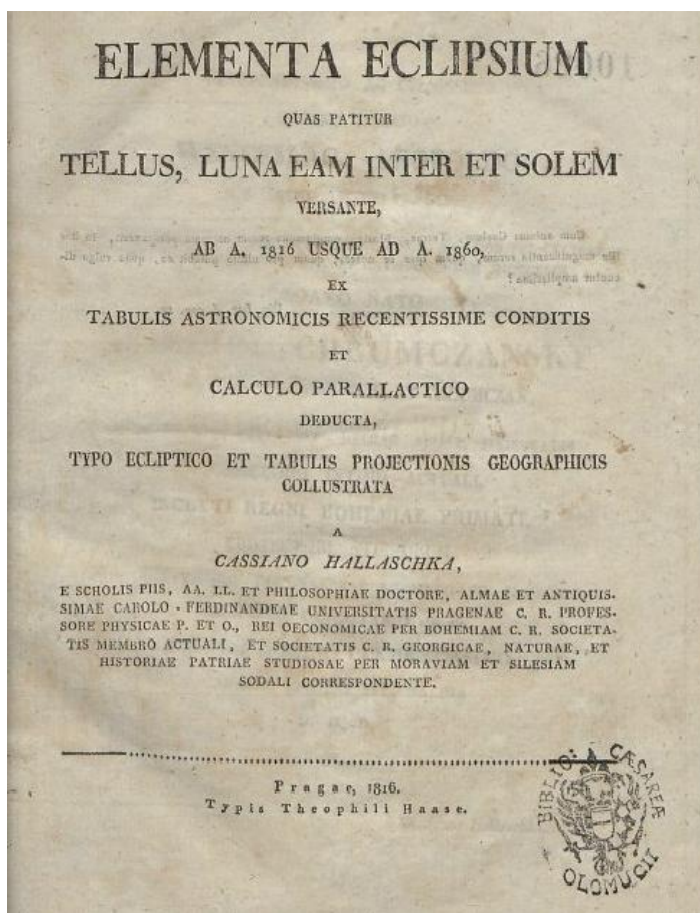 ELEMENTA ECLIPSIUM
QUAS PATITUR
TELLUS, LUNA EAM INTER ET SOLEM
VERSANTE,
AB A. 1816 USQUE AD A. 1860,
EX
TABULIS ASTRONOMICIS RECENTISSIME CONDITIS
ET
CALCULO PARALLACTICO
DEDUCTA,
TYPO ECLIPTICO ET TABULIS PROJECTIONIS GEOGRAPHICIS
COLLUSTRATA
A
CASSIANO HALLASCHKA,
E SCHOLIS PIIS, AA. LL. ET PHILOSOPHIAE DOCTORE, ALMAE ET ANTIQUIS-
SIMAE CAROLO-FERDINANDEAE UNIVERSITATIS PRAGENAE C. R. PROFES-
SORE PHYSICAE P. ET O., REI OECONOMICAE PER BOHEMIAM C. R. SOCIETA-
TIS MEMBRO ACTUALI, ET SOCIETATIS C. R. GEORGICAE, NATURAE, ET
HISTORIAE PATRIAE STUDIOSAE PER MORAVIAM ET SILESIAM
SODALI CORRESPONDENTE.
Pragae, 1816.
Typis Theophili Haase.
BIBLIO: CÆSAREA
OLOMUCII